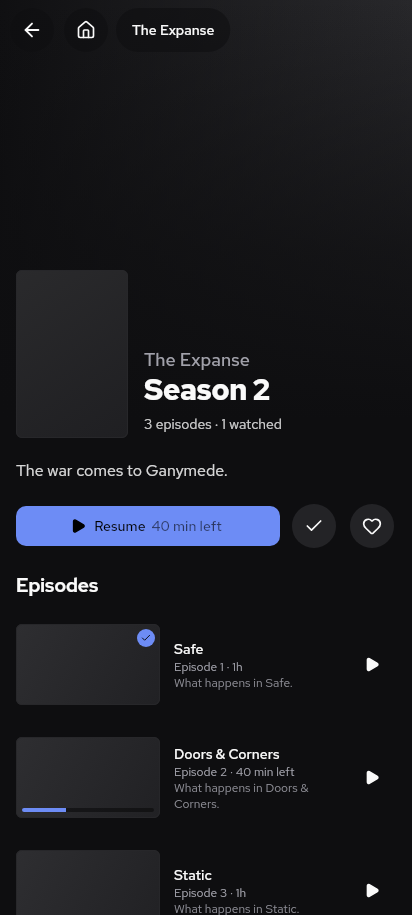 The Expanse
The Expanse
Season 2
3 episodes · 1 watched
The war comes to Ganymede.
Resume 40 min left
Episodes
Safe
Episode 1 · 1h
What happens in Safe.
Doors & Corners
Episode 2 · 40 min left
What happens in Doors &
Corners.
Static
Episode 3 · 1h
What happens in Static.